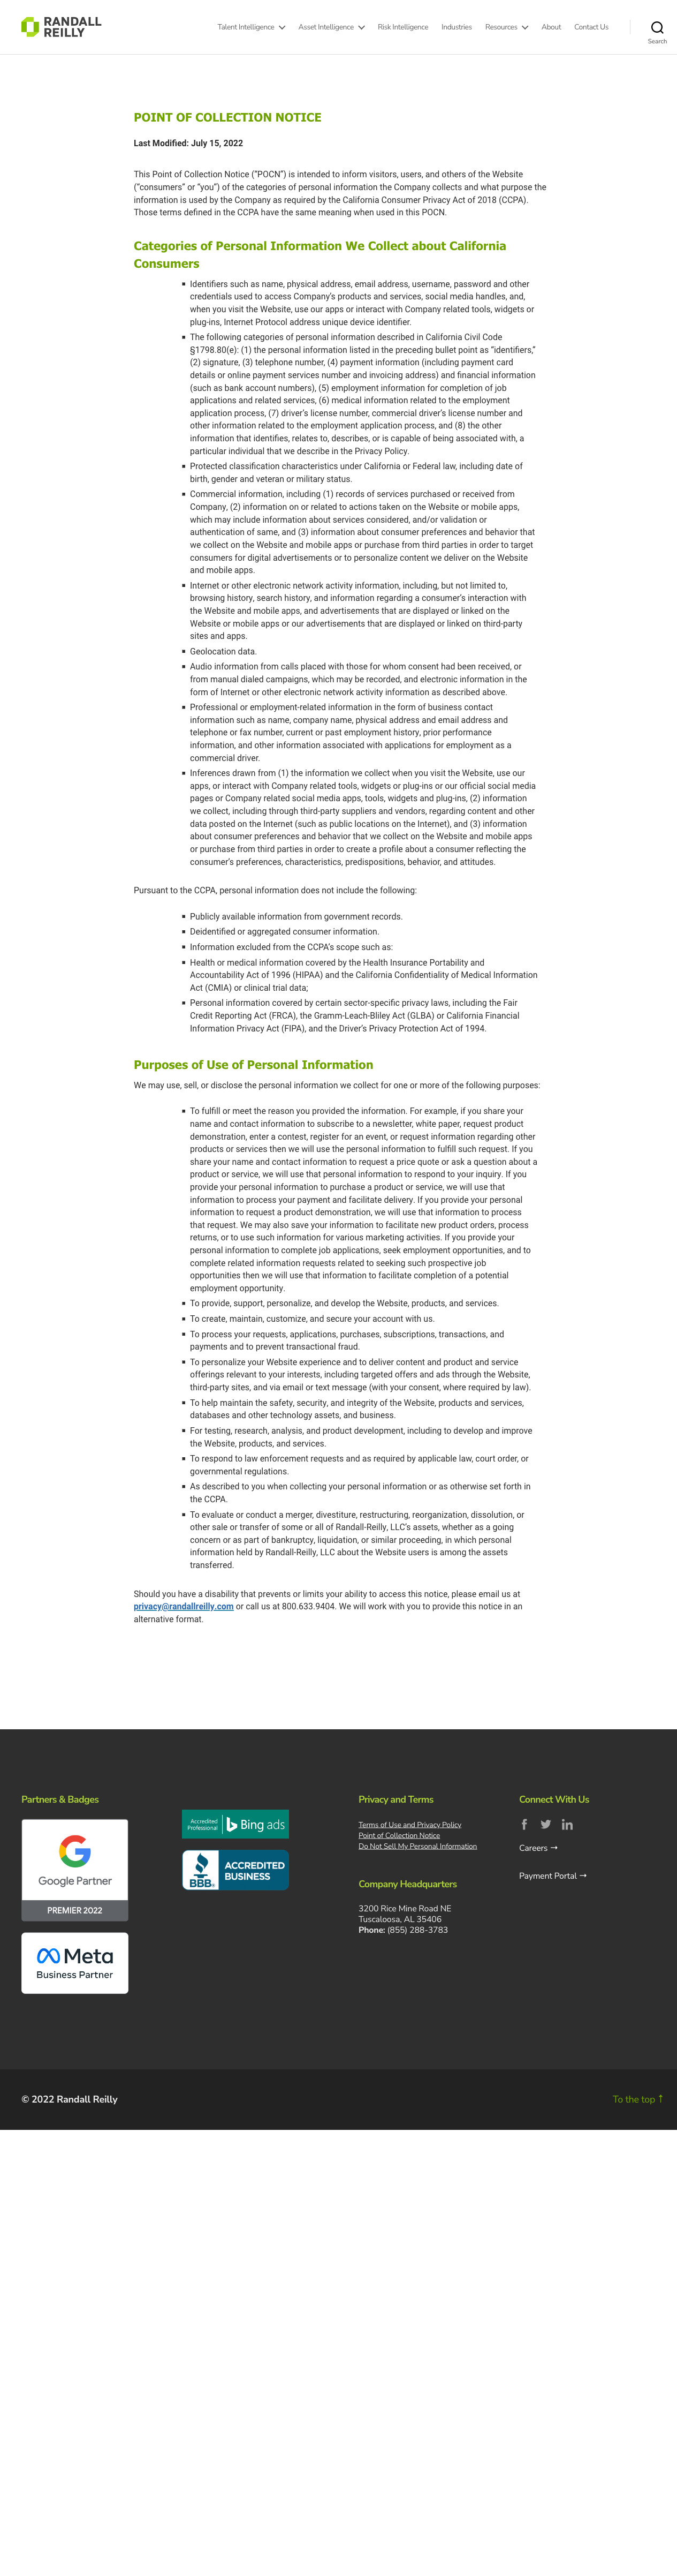 RANDALL
REILLY
Talent Intelligence
Asset Intelligence
Risk Intelligence
Industries
Resources
About
Contact Us
Search
POINT OF COLLECTION NOTICE
Last Modified: July 15, 2022
This Point of Collection Notice (“POCN”) is intended to inform visitors, users, and others of the Website
(“consumers” or “you”) of the categories of personal information the Company collects and what purpose the
information is used by the Company as required by the California Consumer Privacy Act of 2018 (CCPA).
Those terms defined in the CCPA have the same meaning when used in this POCN.
Categories of Personal Information We Collect about California
Consumers
▪ Identifiers such as name, physical address, email address, username, password and other
credentials used to access Company’s products and services, social media handles, and,
when you visit the Website, use our apps or interact with Company related tools, widgets or
plug-ins, Internet Protocol address unique device identifier.
▪ The following categories of personal information described in California Civil Code
§1798.80(e): (1) the personal information listed in the preceding bullet point as “identifiers,”
(2) signature, (3) telephone number, (4) payment information (including payment card
details or online payment services number and invoicing address) and financial information
(such as bank account numbers), (5) employment information for completion of job
applications and related services, (6) medical information related to the employment
application process, (7) driver’s license number, commercial driver’s license number and
other information related to the employment application process, and (8) the other
information that identifies, relates to, describes, or is capable of being associated with, a
particular individual that we describe in the Privacy Policy.
▪ Protected classification characteristics under California or Federal law, including date of
birth, gender and veteran or military status.
▪ Commercial information, including (1) records of services purchased or received from
Company, (2) information on or related to actions taken on the Website or mobile apps,
which may include information about services considered, and/or validation or
authentication of same, and (3) information about consumer preferences and behavior that
we collect on the Website and mobile apps or purchase from third parties in order to target
consumers for digital advertisements or to personalize content we deliver on the Website
and mobile apps.
▪ Internet or other electronic network activity information, including, but not limited to,
browsing history, search history, and information regarding a consumer’s interaction with
the Website and mobile apps, and advertisements that are displayed or linked on the
Website or mobile apps or our advertisements that are displayed or linked on third-party
sites and apps.
▪ Geolocation data.
▪ Audio information from calls placed with those for whom consent had been received, or
from manual dialed campaigns, which may be recorded, and electronic information in the
form of Internet or other electronic network activity information as described above.
▪ Professional or employment-related information in the form of business contact
information such as name, company name, physical address and email address and
telephone or fax number, current or past employment history, prior performance
information, and other information associated with applications for employment as a
commercial driver.
▪ Inferences drawn from (1) the information we collect when you visit the Website, use our
apps, or interact with Company related tools, widgets or plug-ins or our official social media
pages or Company related social media apps, tools, widgets and plug-ins, (2) information
we collect, including through third-party suppliers and vendors, regarding content and other
data posted on the Internet (such as public locations on the Internet), and (3) information
about consumer preferences and behavior that we collect on the Website and mobile apps
or purchase from third parties in order to create a profile about a consumer reflecting the
consumer’s preferences, characteristics, predispositions, behavior, and attitudes.
Pursuant to the CCPA, personal information does not include the following:
▪ Publicly available information from government records.
▪ Deidentified or aggregated consumer information.
▪ Information excluded from the CCPA’s scope such as:
▪ Health or medical information covered by the Health Insurance Portability and
Accountability Act of 1996 (HIPAA) and the California Confidentiality of Medical Information
Act (CMIA) or clinical trial data;
▪ Personal information covered by certain sector-specific privacy laws, including the Fair
Credit Reporting Act (FRCA), the Gramm-Leach-Bliley Act (GLBA) or California Financial
Information Privacy Act (FIPA), and the Driver’s Privacy Protection Act of 1994.
Purposes of Use of Personal Information
We may use, sell, or disclose the personal information we collect for one or more of the following purposes:
▪ To fulfill or meet the reason you provided the information. For example, if you share your
name and contact information to subscribe to a newsletter, white paper, request product
demonstration, enter a contest, register for an event, or request information regarding other
products or services then we will use the personal information to fulfill such request. If you
share your name and contact information to request a price quote or ask a question about a
product or service, we will use that personal information to respond to your inquiry. If you
provide your personal information to purchase a product or service, we will use that
information to process your payment and facilitate delivery. If you provide your personal
information to request a product demonstration, we will use that information to process
that request. We may also save your information to facilitate new product orders, process
returns, or to use such information for various marketing activities. If you provide your
personal information to complete job applications, seek employment opportunities, and to
complete related information requests related to seeking such prospective job
opportunities then we will use that information to facilitate completion of a potential
employment opportunity.
▪ To provide, support, personalize, and develop the Website, products, and services.
▪ To create, maintain, customize, and secure your account with us.
▪ To process your requests, applications, purchases, subscriptions, transactions, and
payments and to prevent transactional fraud.
▪ To personalize your Website experience and to deliver content and product and service
offerings relevant to your interests, including targeted offers and ads through the Website,
third-party sites, and via email or text message (with your consent, where required by law).
▪ To help maintain the safety, security, and integrity of the Website, products and services,
databases and other technology assets, and business.
▪ For testing, research, analysis, and product development, including to develop and improve
the Website, products, and services.
▪ To respond to law enforcement requests and as required by applicable law, court order, or
governmental regulations.
▪ As described to you when collecting your personal information or as otherwise set forth in
the CCPA.
▪ To evaluate or conduct a merger, divestiture, restructuring, reorganization, dissolution, or
other sale or transfer of some or all of Randall-Reilly, LLC’s assets, whether as a going
concern or as part of bankruptcy, liquidation, or similar proceeding, in which personal
information held by Randall-Reilly, LLC about the Website users is among the assets
transferred.
Should you have a disability that prevents or limits your ability to access this notice, please email us at
privacy@randallreilly.com or call us at 800.633.9404. We will work with you to provide this notice in an
alternative format.
Partners & Badges
Google Partner
PREMIER 2022
Meta
Business Partner
Accredited
Professional
Bing ads
BBB
ACCREDITED
BUSINESS
Privacy and Terms
Terms of Use and Privacy Policy
Point of Collection Notice
Do Not Sell My Personal Information
Company Headquarters
3200 Rice Mine Road NE
Tuscaloosa, AL 35406
Phone: (855) 288-3783
Connect With Us
Careers →
Payment Portal →
© 2022 Randall Reilly
To the top ↑